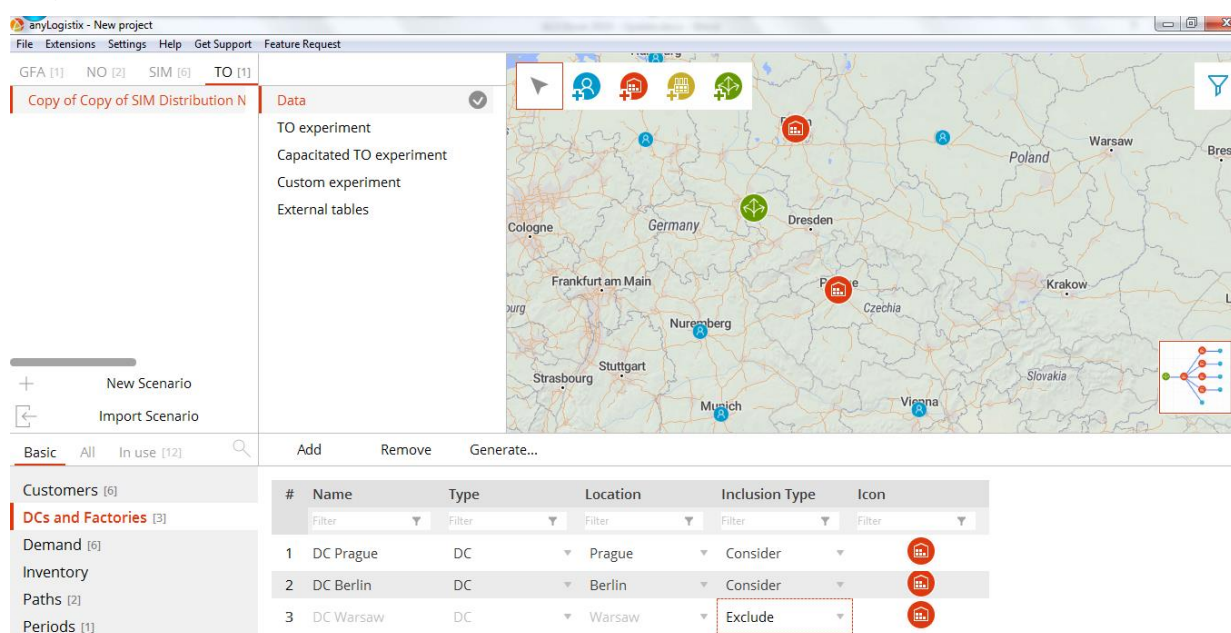 anyLogistix - New project
File Extensions Settings Help Get Support Feature Request
GFA [1] NO [2] SIM [6] TO [1]
Copy of Copy of SIM Distribution N
Data
TO experiment
Capacitated TO experiment
Custom experiment
External tables
Warsaw
Poland
Cologne
Germany
Dresden
Frankfurt am Main
Krakow
Czechia
Nuremberg
Stuttgart
Strasbourg
Slovakia
Munich
Vienna
New Scenario
Import Scenario
Basic All In use [12]
Add Remove Generate...
Customers [6]
DCs and Factories [3]
Demand [6]
Inventory
Paths [2]
Periods [1]
# Name Type Location Inclusion Type Icon
Filter Filter Filter Filter Filter
1 DC Prague DC Prague Consider
2 DC Berlin DC Berlin Consider
3 DC Warsaw DC Warsaw Exclude